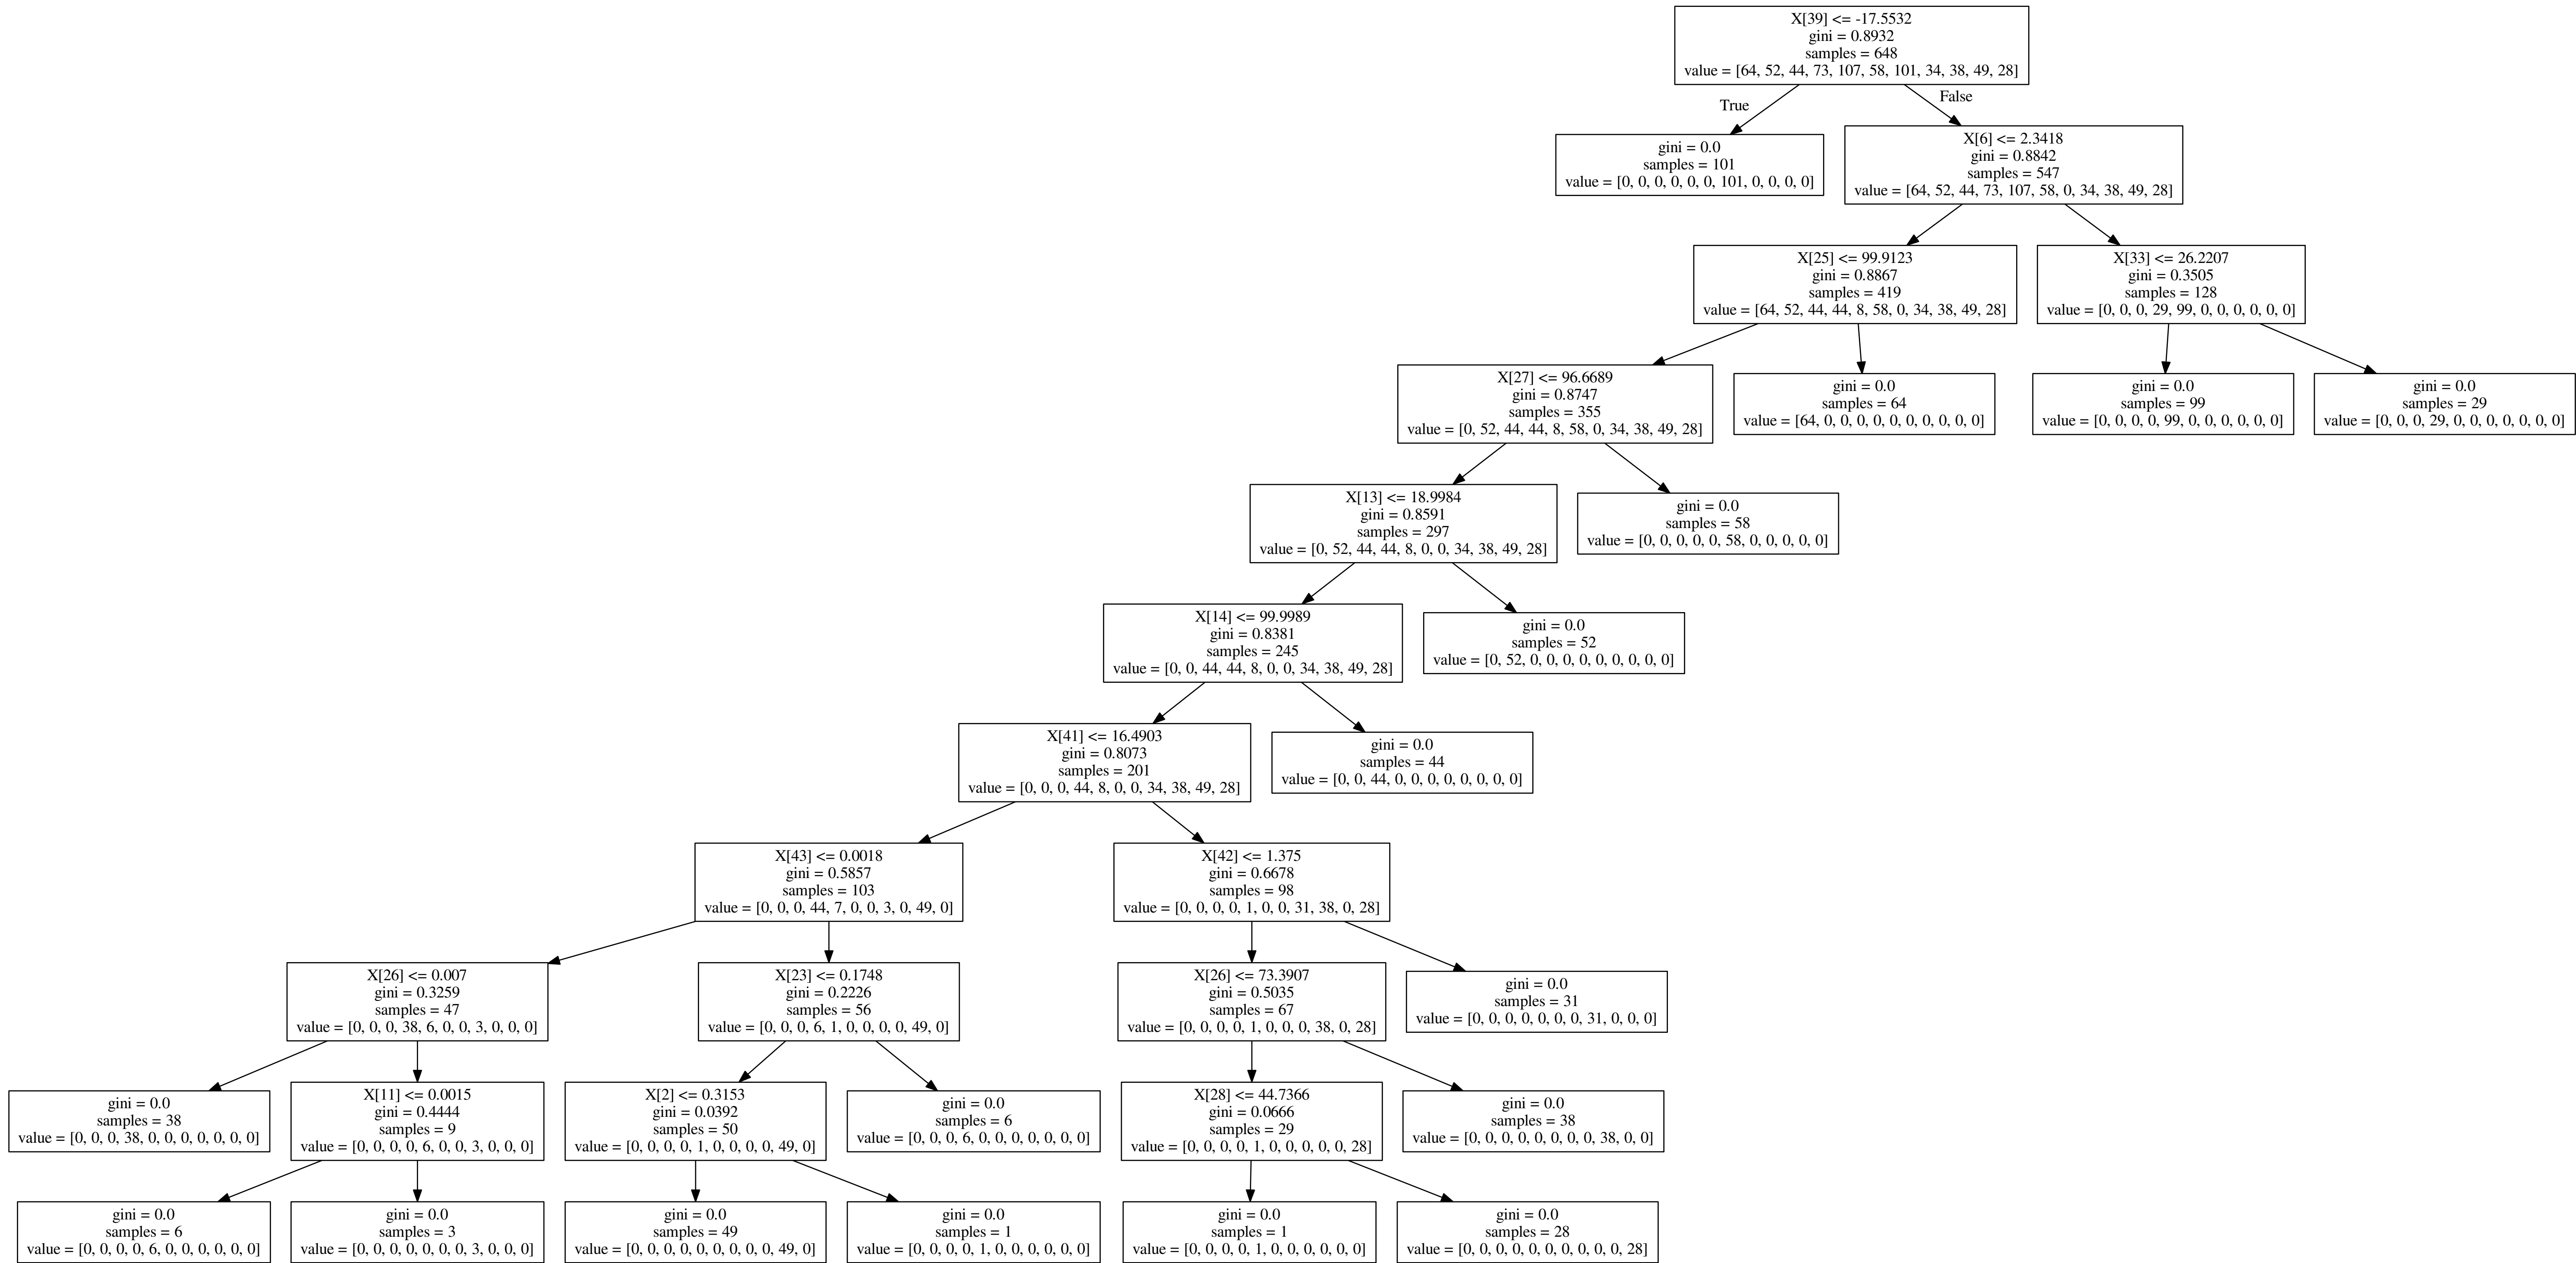 X[39] <= -17.5532
gini = 0.8932
samples = 648
value = [64, 52, 44, 73, 107, 58, 101, 34, 38, 49, 28]
True
False
gini = 0.0
samples = 101
value = [0, 0, 0, 0, 0, 0, 101, 0, 0, 0, 0]
X[6] <= 2.3418
gini = 0.8842
samples = 547
value = [64, 52, 44, 73, 107, 58, 0, 34, 38, 49, 28]
X[25] <= 99.9123
gini = 0.8867
samples = 419
value = [64, 52, 44, 44, 8, 58, 0, 34, 38, 49, 28]
X[33] <= 26.2207
gini = 0.3505
samples = 128
value = [0, 0, 0, 29, 99, 0, 0, 0, 0, 0, 0]
X[27] <= 96.6689
gini = 0.8747
samples = 355
value = [0, 52, 44, 44, 8, 58, 0, 34, 38, 49, 28]
gini = 0.0
samples = 64
value = [64, 0, 0, 0, 0, 0, 0, 0, 0, 0, 0]
gini = 0.0
samples = 99
value = [0, 0, 0, 0, 99, 0, 0, 0, 0, 0, 0]
gini = 0.0
samples = 29
value = [0, 0, 0, 29, 0, 0, 0, 0, 0, 0, 0]
X[13] <= 18.9984
gini = 0.8591
samples = 297
value = [0, 52, 44, 44, 8, 0, 0, 34, 38, 49, 28]
gini = 0.0
samples = 58
value = [0, 0, 0, 0, 0, 58, 0, 0, 0, 0, 0]
X[14] <= 99.9989
gini = 0.8381
samples = 245
value = [0, 0, 44, 44, 8, 0, 0, 34, 38, 49, 28]
gini = 0.0
samples = 52
value = [0, 52, 0, 0, 0, 0, 0, 0, 0, 0, 0]
X[41] <= 16.4903
gini = 0.8073
samples = 201
value = [0, 0, 0, 44, 8, 0, 0, 34, 38, 49, 28]
gini = 0.0
samples = 44
value = [0, 0, 44, 0, 0, 0, 0, 0, 0, 0, 0]
X[43] <= 0.0018
gini = 0.5857
samples = 103
value = [0, 0, 0, 44, 7, 0, 0, 3, 0, 49, 0]
X[42] <= 1.375
gini = 0.6678
samples = 98
value = [0, 0, 0, 0, 1, 0, 0, 31, 38, 0, 28]
X[26] <= 0.007
gini = 0.3259
samples = 47
value = [0, 0, 0, 38, 6, 0, 0, 3, 0, 0, 0]
X[23] <= 0.1748
gini = 0.2226
samples = 56
value = [0, 0, 0, 6, 1, 0, 0, 0, 0, 49, 0]
X[26] <= 73.3907
gini = 0.5035
samples = 67
value = [0, 0, 0, 0, 1, 0, 0, 0, 38, 0, 28]
gini = 0.0
samples = 31
value = [0, 0, 0, 0, 0, 0, 0, 31, 0, 0, 0]
gini = 0.0
samples = 38
value = [0, 0, 0, 38, 0, 0, 0, 0, 0, 0, 0]
X[11] <= 0.0015
gini = 0.4444
samples = 9
value = [0, 0, 0, 0, 6, 0, 0, 3, 0, 0, 0]
X[2] <= 0.3153
gini = 0.0392
samples = 50
value = [0, 0, 0, 0, 1, 0, 0, 0, 0, 49, 0]
gini = 0.0
samples = 6
value = [0, 0, 0, 6, 0, 0, 0, 0, 0, 0, 0]
X[28] <= 44.7366
gini = 0.0666
samples = 29
value = [0, 0, 0, 0, 1, 0, 0, 0, 0, 0, 28]
gini = 0.0
samples = 38
value = [0, 0, 0, 0, 0, 0, 0, 0, 38, 0, 0]
gini = 0.0
samples = 6
value = [0, 0, 0, 0, 6, 0, 0, 0, 0, 0, 0]
gini = 0.0
samples = 3
value = [0, 0, 0, 0, 0, 0, 0, 3, 0, 0, 0]
gini = 0.0
samples = 49
value = [0, 0, 0, 0, 0, 0, 0, 0, 0, 49, 0]
gini = 0.0
samples = 1
value = [0, 0, 0, 0, 1, 0, 0, 0, 0, 0, 0]
gini = 0.0
samples = 1
value = [0, 0, 0, 0, 1, 0, 0, 0, 0, 0, 0]
gini = 0.0
samples = 28
value = [0, 0, 0, 0, 0, 0, 0, 0, 0, 0, 28]